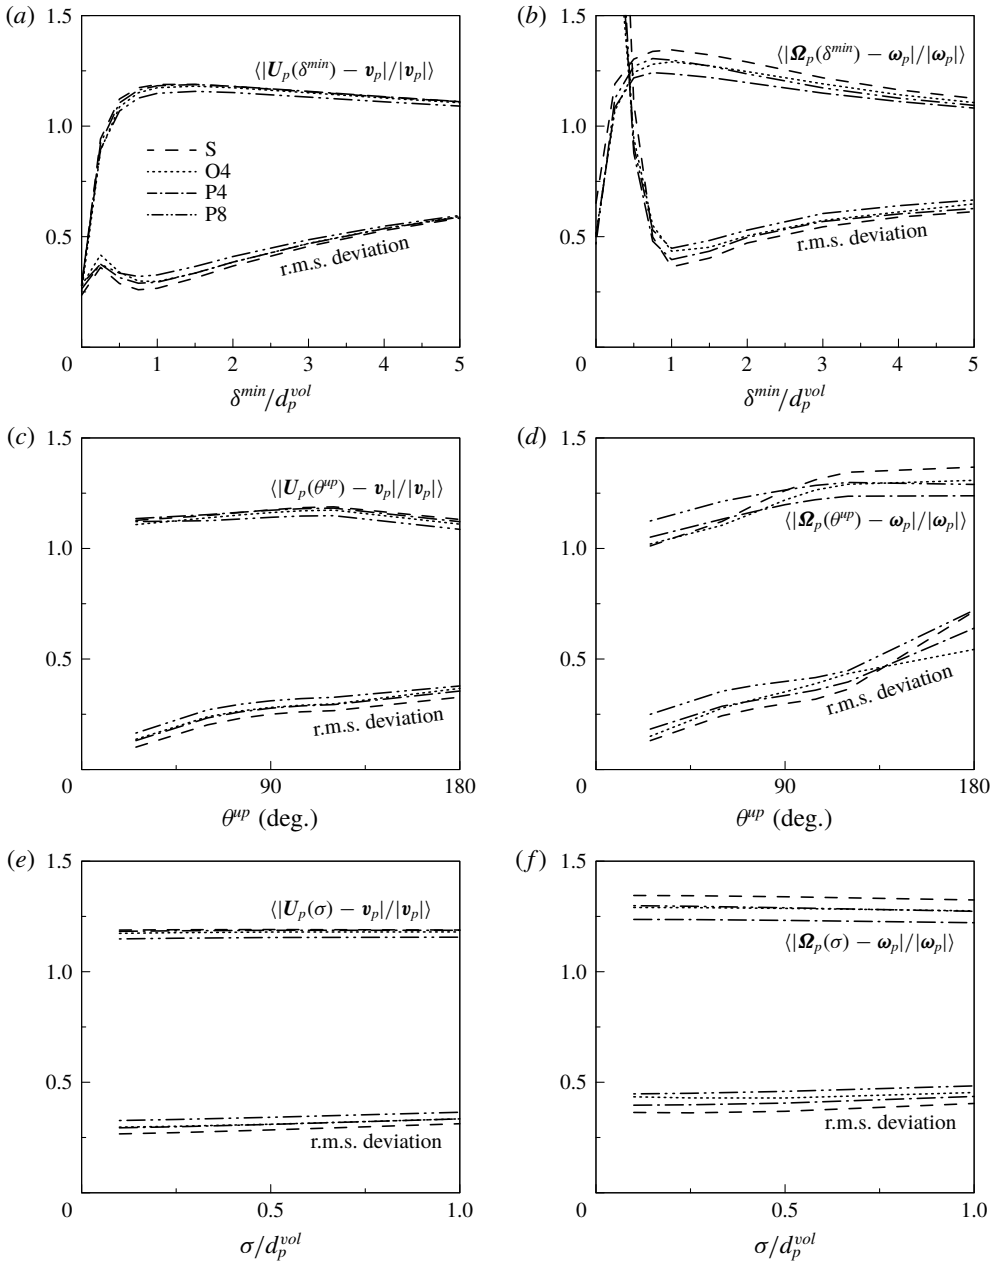 (a)
1.5
1.0
0.5
0
⟨|U_p(δ^min) − v_p|/|v_p|⟩
S
O4
P4
P8
r.m.s. deviation
1 2 3 4 5
δ^min/d_p^vol
(b)
1.5
1.0
0.5
0
⟨|Ω_p(δ^min) − ω_p|/|ω_p|⟩
r.m.s. deviation
1 2 3 4 5
δ^min/d_p^vol
(c)
1.5
1.0
0.5
0
⟨|U_p(θ^up) − v_p|/|v_p|⟩
r.m.s. deviation
90 180
θ^up (deg.)
(d)
1.5
1.0
0.5
0
⟨|Ω_p(θ^up) − ω_p|/|ω_p|⟩
r.m.s. deviation
90 180
θ^up (deg.)
(e)
1.5
1.0
0.5
0
⟨|U_p(σ) − v_p|/|v_p|⟩
r.m.s. deviation
0.5 1.0
σ/d_p^vol
(f)
1.5
1.0
0.5
0
⟨|Ω_p(σ) − ω_p|/|ω_p|⟩
r.m.s. deviation
0.5 1.0
σ/d_p^vol